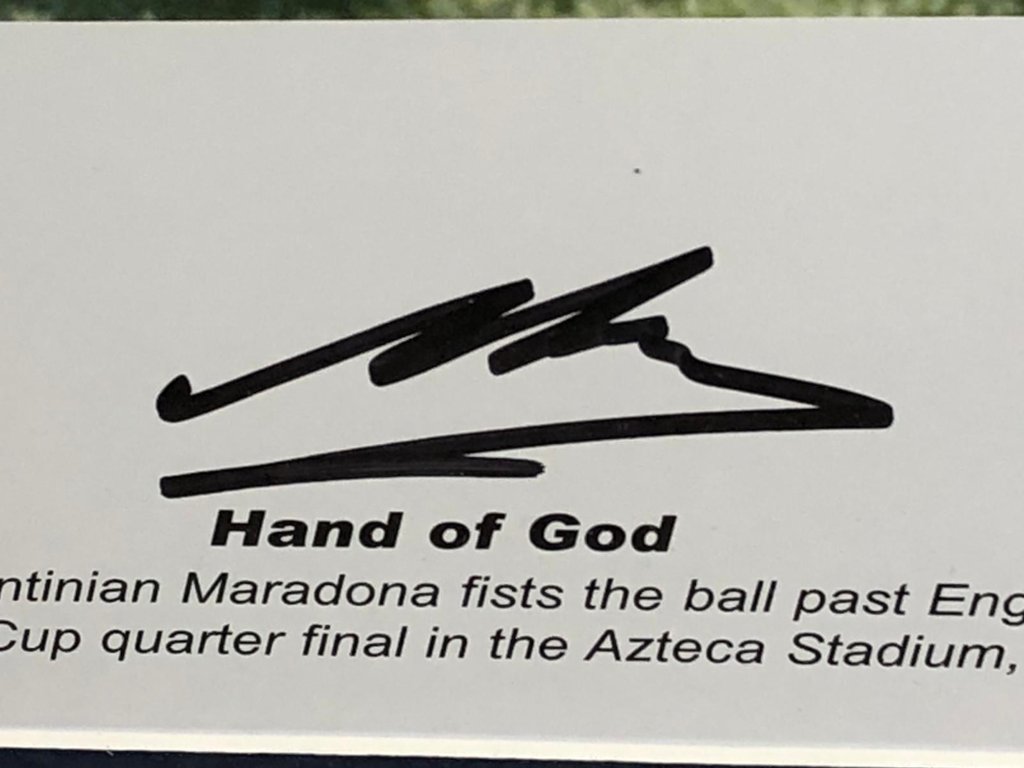 Hand of God
ntinian Maradona fists the ball past Eng
Cup quarter final in the Azteca Stadium,